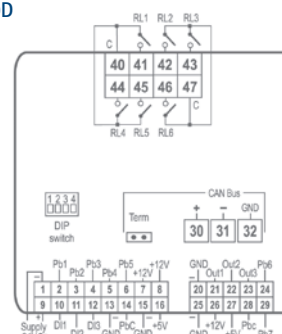 D
RL1 RL2 RL3
C
40 41 42 43
44 45 46 47
C
RL4 RL5 RL6
1 2 3 4
DIP
switch
Term
CAN Bus
+ - GND
30 31 32
Pb1 Pb3 Pb5 +12V
Pb2 Pb4 +12V
- 1 2 3 4 5 6 7 8
9 10 11 12 13 14 15 16
- + DI1 DI3 PbC +5V
Supply DI2 GND GND
GND Out2 Pb6
Out1 Out3
20 21 22 23 24
25 26 27 28 29
+12V Pbc
GND Pb7